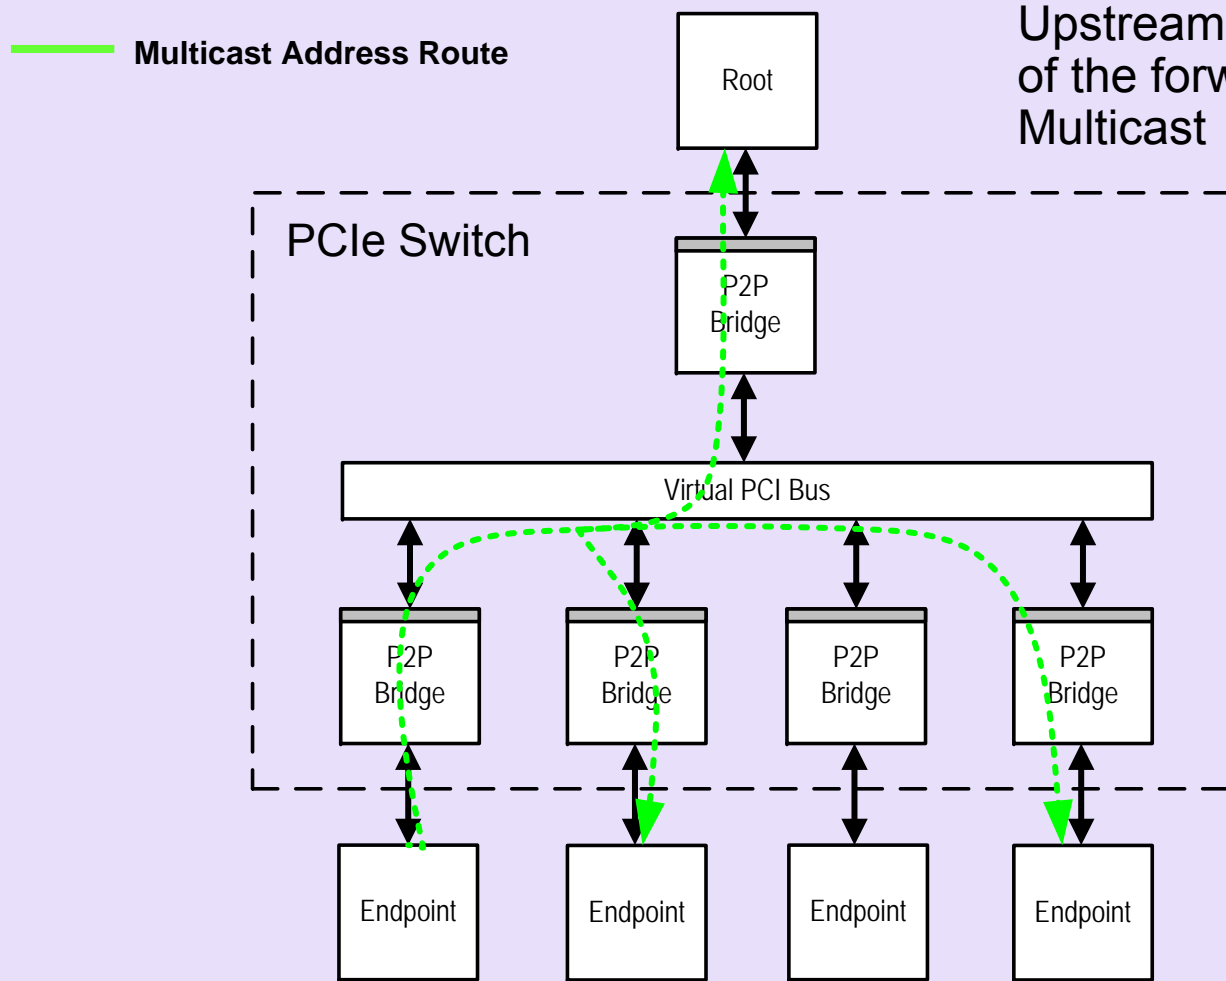 Multicast Address Route
Upstream
of the forw
Multicast
Root
PCIe Switch
P2P
Bridge
Virtual PCI Bus
P2P
Bridge
P2P
Bridge
P2P
Bridge
P2P
Bridge
Endpoint
Endpoint
Endpoint
Endpoint